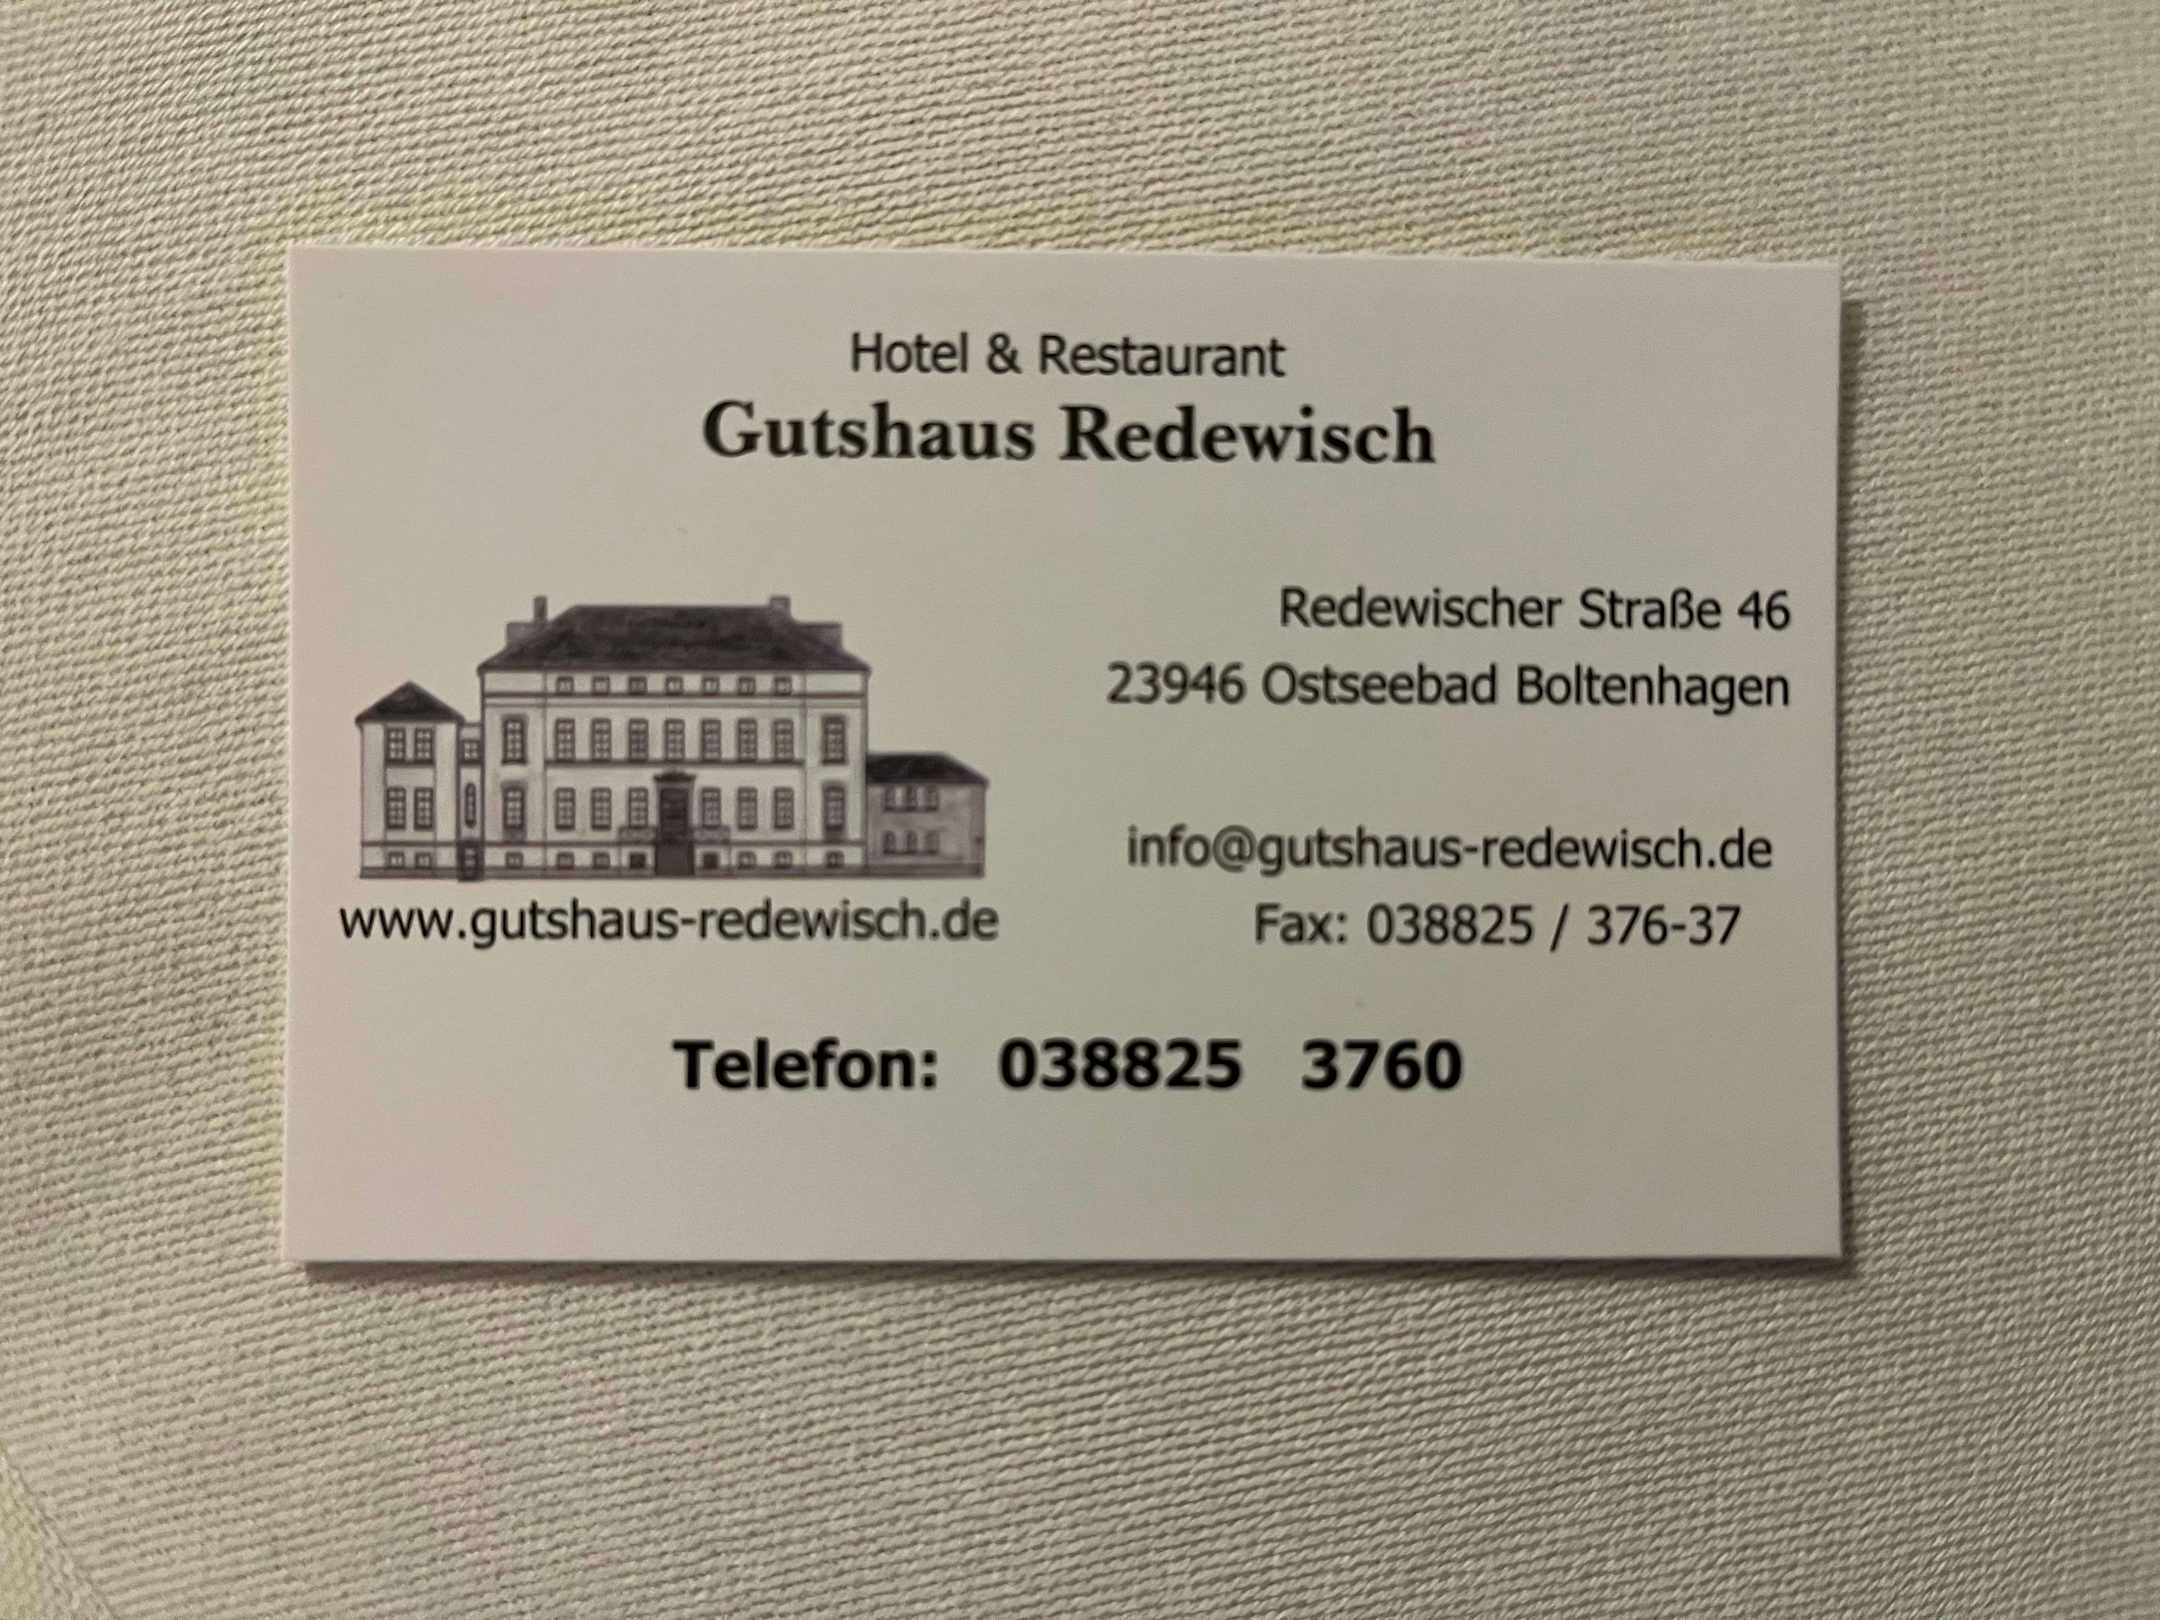 Hotel & Restaurant
Gutshaus Redewisch
Redewischer Straße 46
23946 Ostseebad Boltenhagen
info@gutshaus-redewisch.de
www.gutshaus-redewisch.de
Fax: 038825 / 376-37
Telefon: 038825 3760